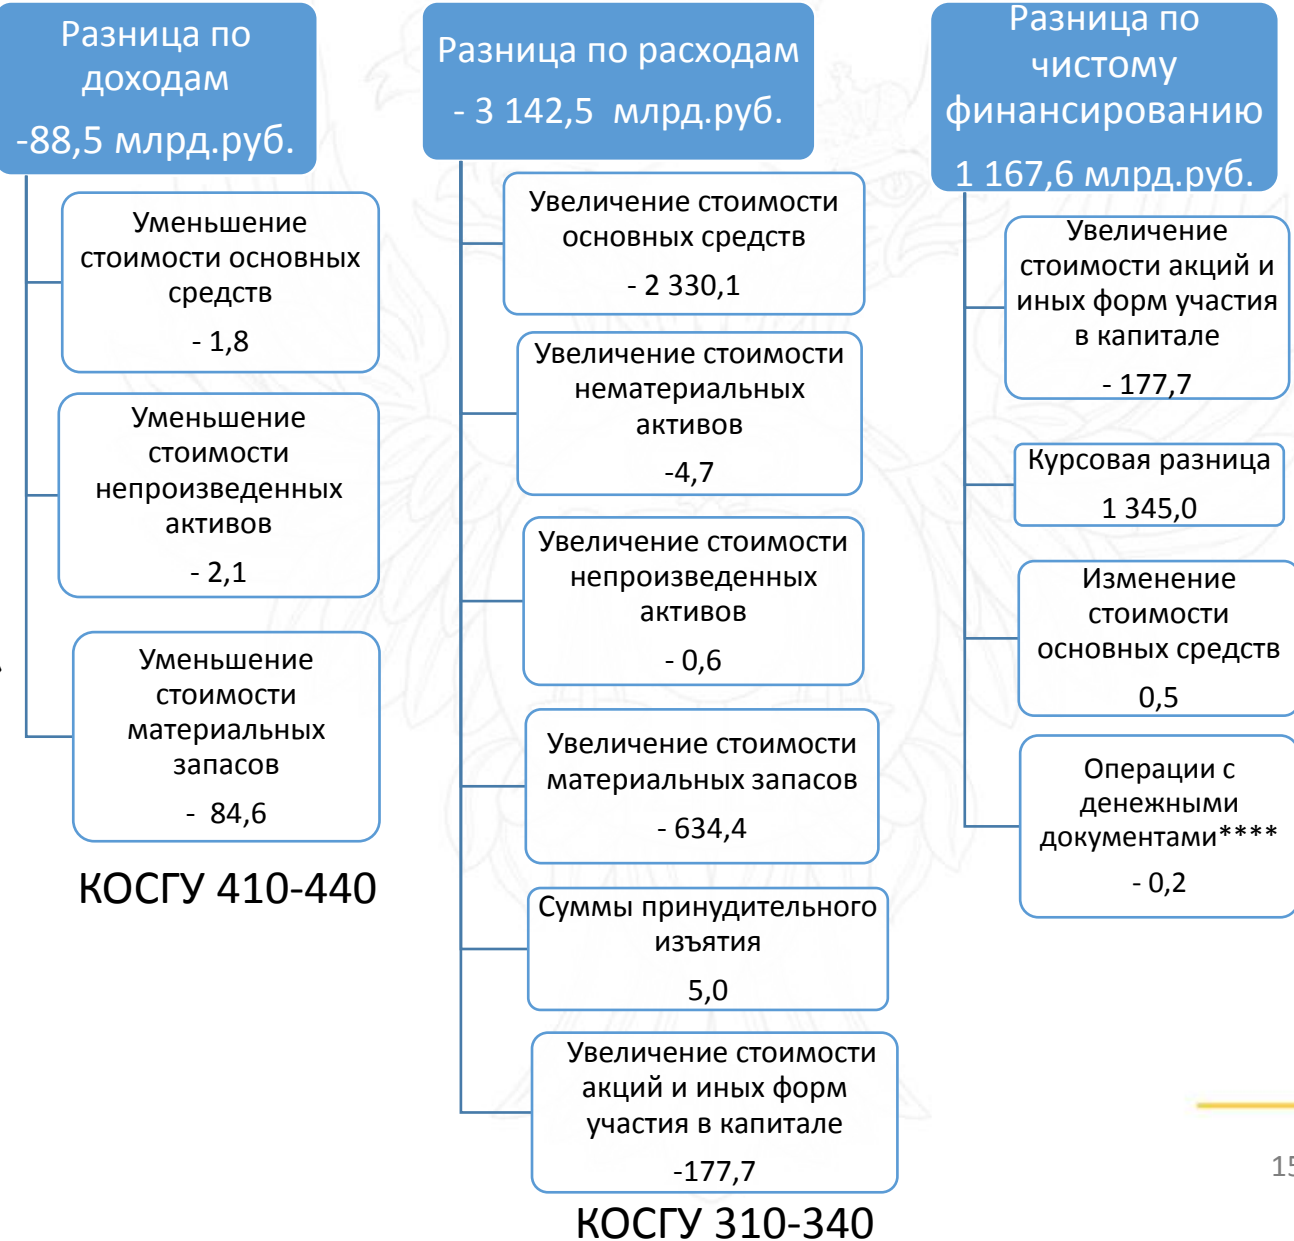 Разница по
доходам
-88,5 млрд.руб.
Уменьшение
стоимости основных
средств
- 1,8
Уменьшение
стоимости
непроизведенных
активов
- 2,1
Уменьшение
стоимости
материальных
запасов
- 84,6
КОСГУ 410-440
Разница по расходам
- 3 142,5 млрд.руб.
Увеличение стоимости
основных средств
- 2 330,1
Увеличение стоимости
нематериальных
активов
-4,7
Увеличение стоимости
непроизведенных
активов
- 0,6
Увеличение стоимости
материальных запасов
- 634,4
Суммы принудительного
изъятия
5,0
Увеличение стоимости
акций и иных форм
участия в капитале
-177,7
КОСГУ 310-340
Разница по
чистому
финансированию
1 167,6 млрд.руб.
Увеличение
стоимости акций и
иных форм участия
в капитале
- 177,7
Курсовая разница
1 345,0
Изменение
стоимости
основных средств
0,5
Операции с
денежными
документами****
- 0,2
15